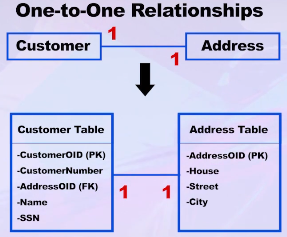 One-to-One Relationships
Customer 1 1 Address
Customer Table
-CustomerOID (PK)
-CustomerNumber
-AddressOID (FK)
-Name
-SSN
1 1
Address Table
-AddressOID (PK)
-House
-Street
-City